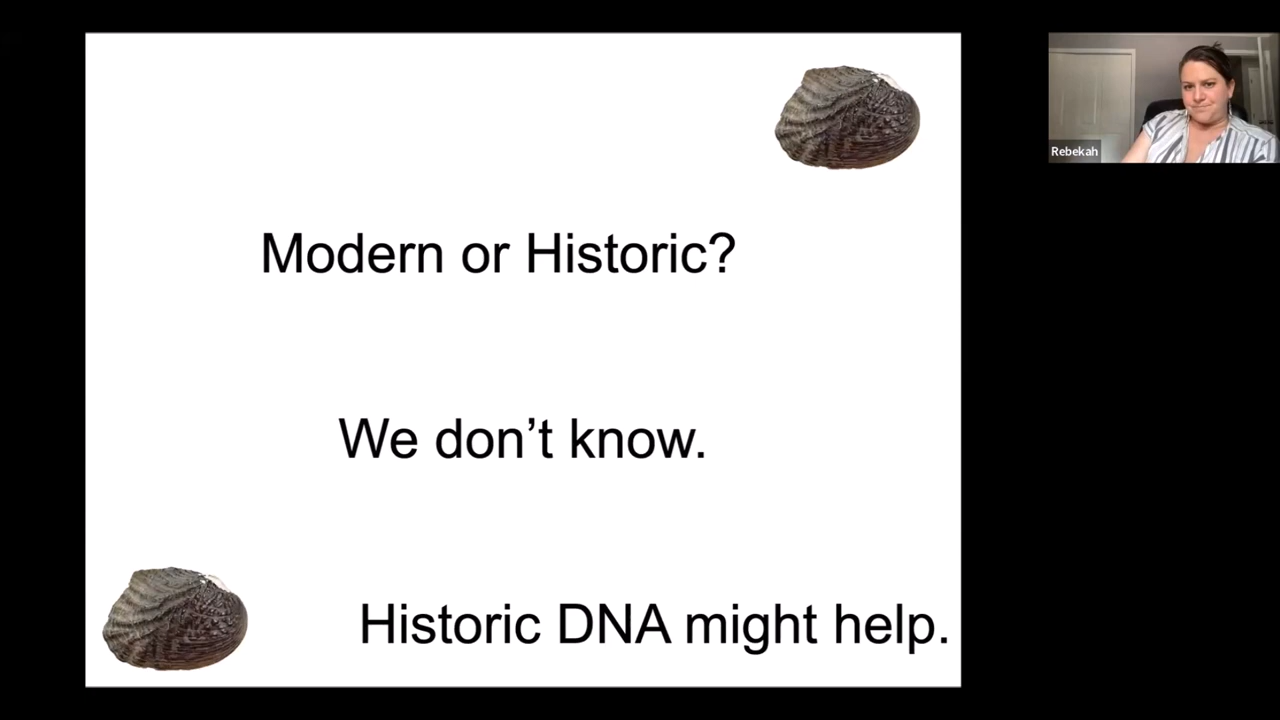 Modern or Historic?
We don’t know.
Historic DNA might help.
Rebekah